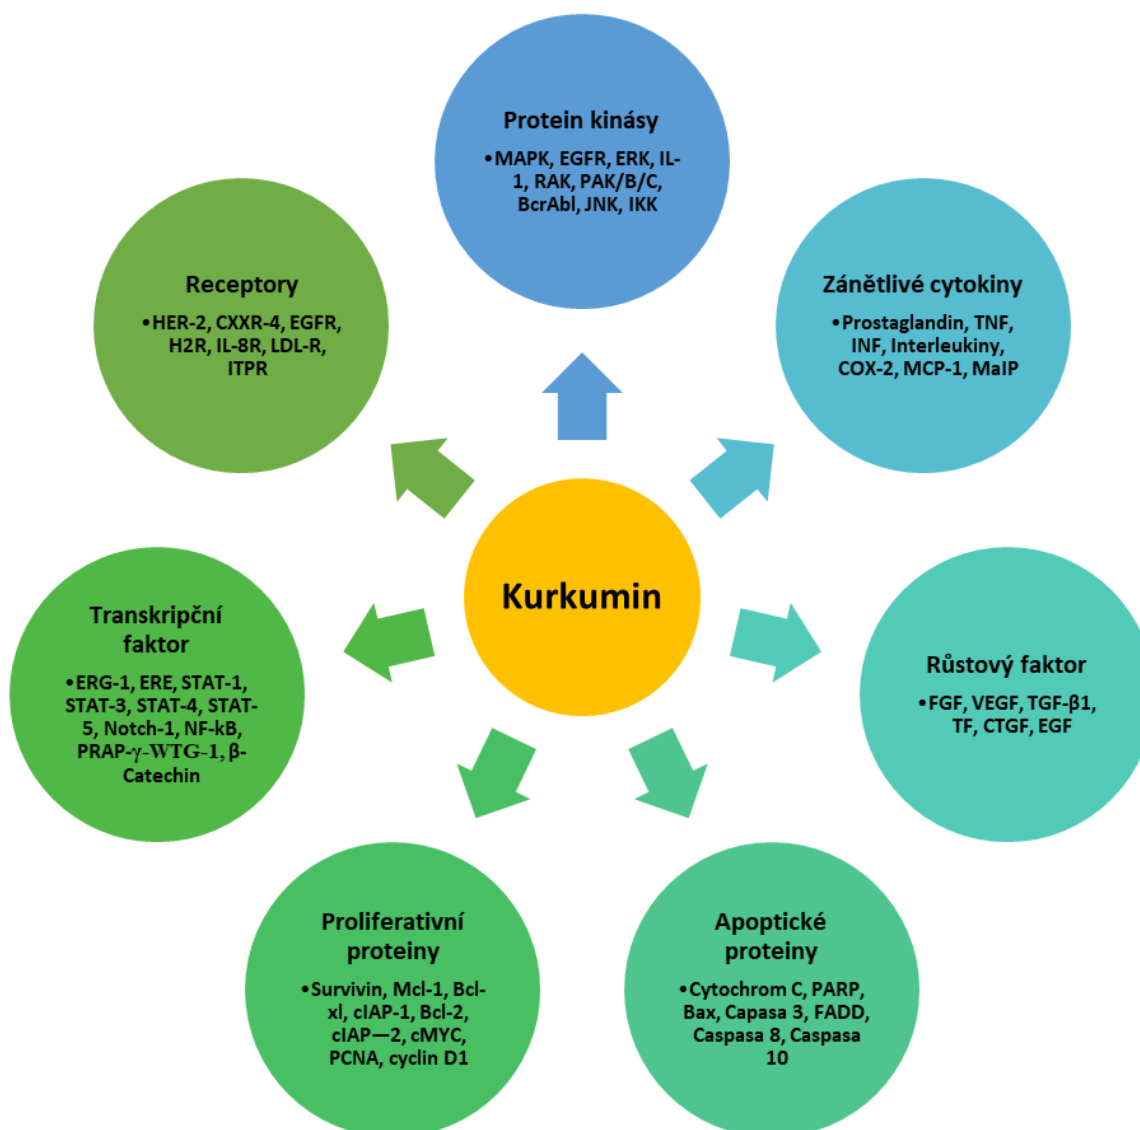 Protein kinásy
•MAPK, EGFR, ERK, IL-
1, RAK, PAK/B/C,
BcrAbl, JNK, IKK
Zánětlivé cytokiny
•Prostaglandin, TNF,
INF, Interleukiny,
COX-2, MCP-1, MaIP
Růstový faktor
•FGF, VEGF, TGF-β1,
TF, CTGF, EGF
Apoptické
proteiny
•Cytochrom C, PARP,
Bax, Capasa 3, FADD,
Caspasa 8, Caspasa
10
Proliferativní
proteiny
•Survivin, Mcl-1, Bcl-
xl, cIAP-1, Bcl-2,
cIAP—2, cMYC,
PCNA, cyclin D1
Transkripční
faktor
•ERG-1, ERE, STAT-1,
STAT-3, STAT-4, STAT-
5, Notch-1, NF-kB,
PRAP-γ-WTG-1, β-
Catechin
Receptory
•HER-2, CXXR-4, EGFR,
H2R, IL-8R, LDL-R,
ITPR
Kurkumin